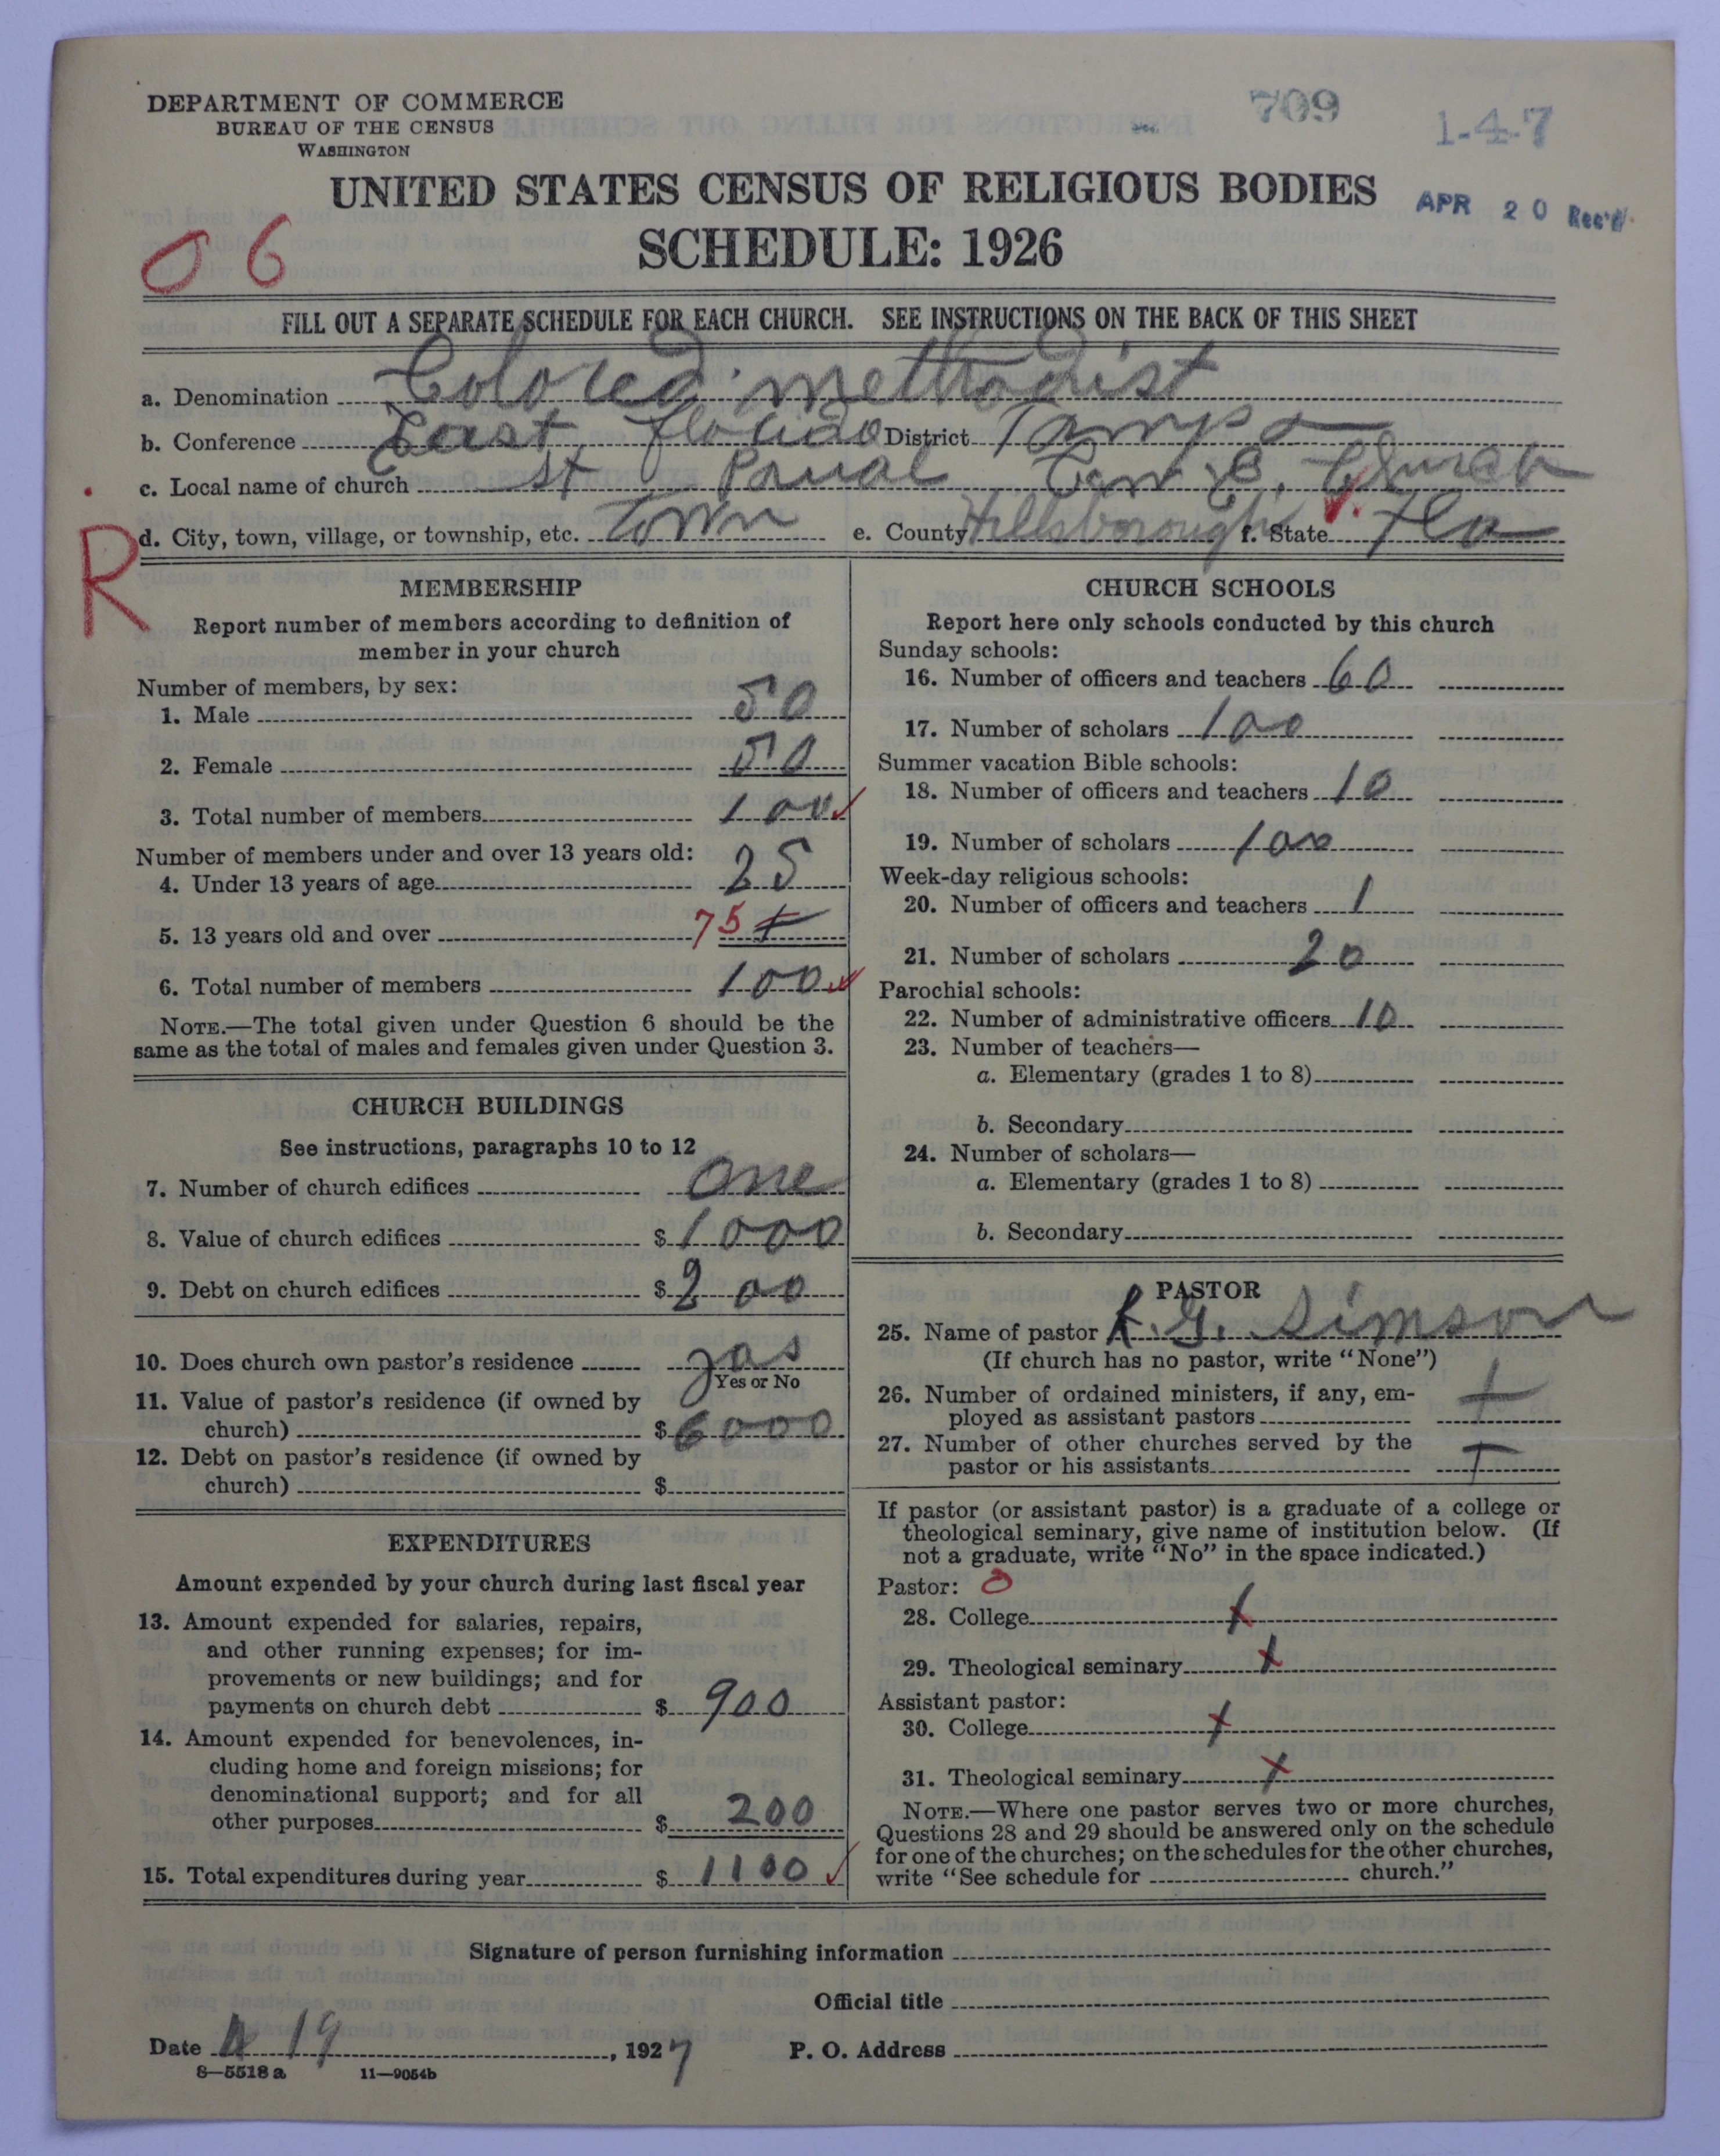 DEPARTMENT OF COMMERCE
BUREAU OF THE CENSUS
WASHINGTON
709
1-4-7
UNITED STATES CENSUS OF RELIGIOUS BODIES
APR 20 Rec'd
06
SCHEDULE: 1926
FILL OUT A SEPARATE SCHEDULE FOR EACH CHURCH. SEE INSTRUCTIONS ON THE BACK OF THIS SHEET
a. Denomination Colored methodist
b. Conference East Florida District Tampa
c. Local name of church St E. Church
R
d. City, town, village, or township, etc. Town e. County Hillsborough f. State Fla
MEMBERSHIP
Report number of members according to definition of
member in your church
Number of members, by sex:
1. Male 50
2. Female 50
3. Total number of members 100 ✓
Number of members under and over 13 years old:
4. Under 13 years of age 25
5. 13 years old and over 75
6. Total number of members 100 ✓
NOTE.—The total given under Question 6 should be the
same as the total of males and females given under Question 3.
CHURCH BUILDINGS
See instructions, paragraphs 10 to 12
7. Number of church edifices one
8. Value of church edifices $ 1000
9. Debt on church edifices $ 200
10. Does church own pastor's residence yas
Yes or No
11. Value of pastor's residence (if owned by
church) $ 6000
12. Debt on pastor's residence (if owned by
church) $
EXPENDITURES
Amount expended by your church during last fiscal year
13. Amount expended for salaries, repairs,
and other running expenses; for im-
provements or new buildings; and for
payments on church debt $ 900
14. Amount expended for benevolences, in-
cluding home and foreign missions; for
denominational support; and for all
other purposes $ 200
15. Total expenditures during year $ 1100 ✓
CHURCH SCHOOLS
Report here only schools conducted by this church
Sunday schools:
16. Number of officers and teachers 60
17. Number of scholars 100
Summer vacation Bible schools:
18. Number of officers and teachers 10
19. Number of scholars 100
Week-day religious schools:
20. Number of officers and teachers 1
21. Number of scholars 20
Parochial schools:
22. Number of administrative officers 10
23. Number of teachers—
a. Elementary (grades 1 to 8)
b. Secondary
24. Number of scholars—
a. Elementary (grades 1 to 8)
b. Secondary
PASTOR
25. Name of pastor R. G. Simson
(If church has no pastor, write "None")
26. Number of ordained ministers, if any, em-
ployed as assistant pastors
27. Number of other churches served by the
pastor or his assistants
If pastor (or assistant pastor) is a graduate of a college or
theological seminary, give name of institution below. (If
not a graduate, write "No" in the space indicated.)
Pastor: 0
28. College x
29. Theological seminary x
Assistant pastor:
30. College x
31. Theological seminary x
NOTE.—Where one pastor serves two or more churches,
Questions 28 and 29 should be answered only on the schedule
for one of the churches; on the schedules for the other churches,
write "See schedule for church."
Signature of person furnishing information
Official title
Date 4 19, 1927 P. O. Address
8—5518 a 11—9054b